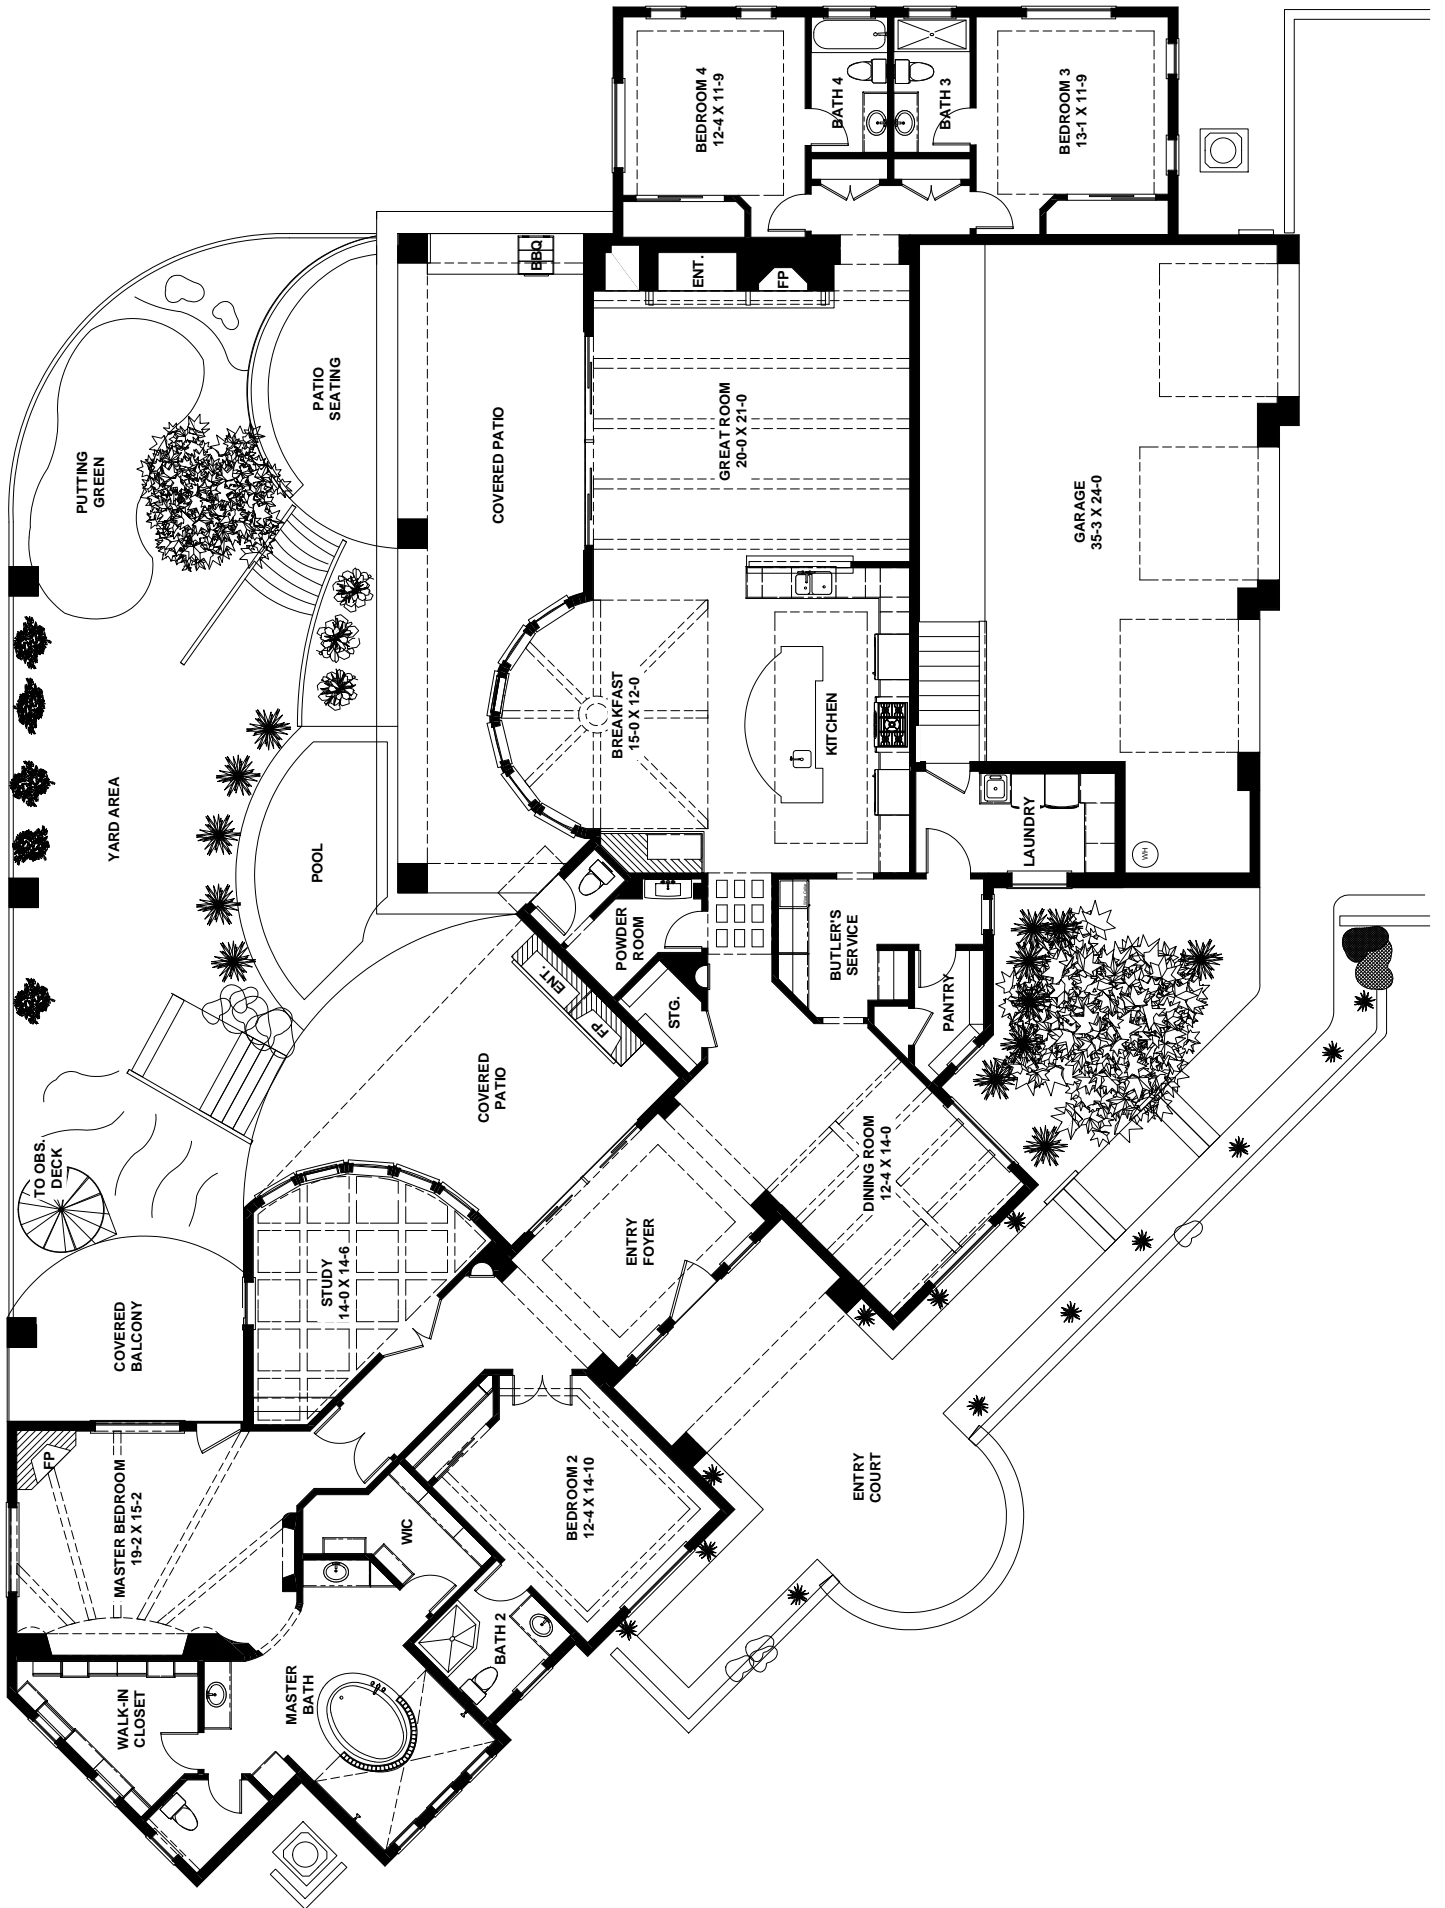 BEDROOM 4
12-4 X 11-9
BATH 4
BATH 3
BEDROOM 3
13-1 X 11-9
BBQ
ENT.
FP
PATIO
SEATING
PUTTING
GREEN
COVERED PATIO
GREAT ROOM
20-0 X 21-0
GARAGE
35-3 X 24-0
BREAKFAST
15-0 X 12-0
KITCHEN
YARD AREA
POOL
LAUNDRY
WH
POWDER
ROOM
BUTLER'S
SERVICE
ENT.
FP
STG.
PANTRY
COVERED
PATIO
TO OBS.
DECK
DINING ROOM
12-4 X 14-0
ENTRY
FOYER
STUDY
14-0 X 14-6
COVERED
BALCONY
FP
MASTER BEDROOM
19-2 X 15-2
BEDROOM 2
12-4 X 14-10
ENTRY
COURT
WIC
BATH 2
MASTER
BATH
WALK-IN
CLOSET